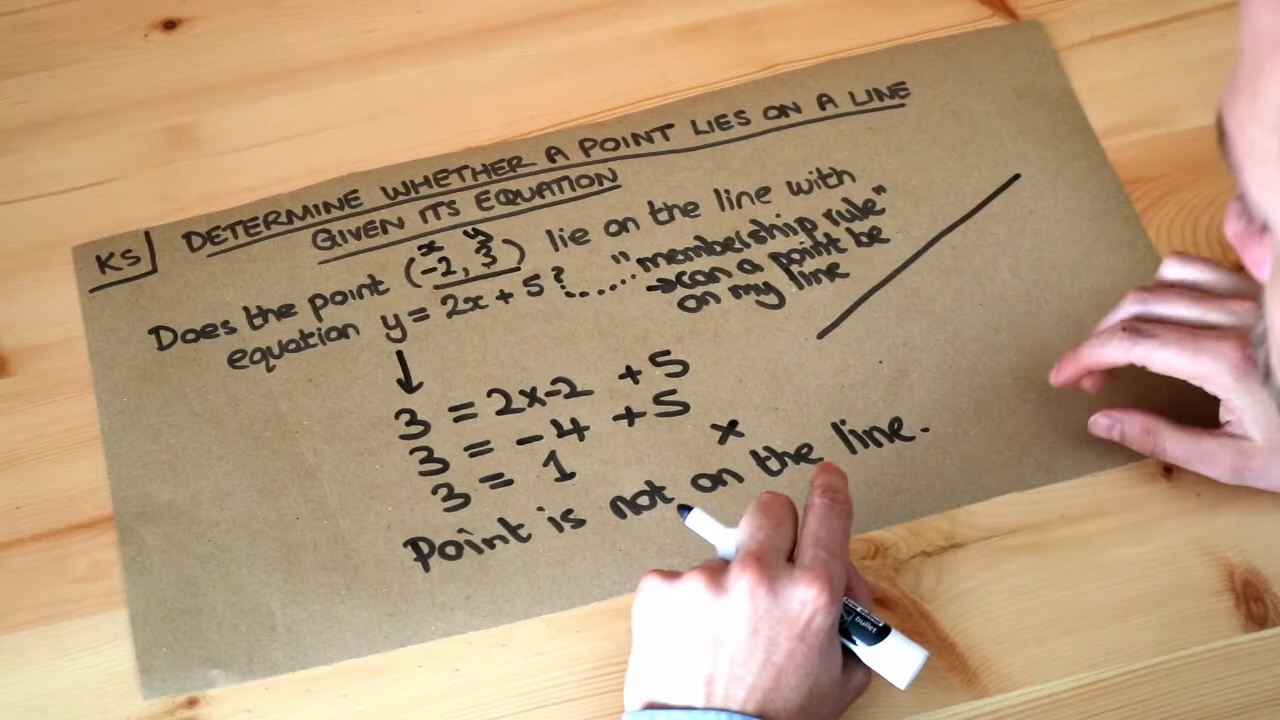 KS
DETERMINE WHETHER A POINT LIES ON A LINE
GIVEN ITS EQUATION
x y
Does the point (-2, 3) lie on the line with
equation y = 2x + 5? ...... "membership rule"
→ can a point be
on my line
↓
3 = 2x-2 + 5
3 = -4 + 5
3 = 1 x
Point is not on the line.
bullet